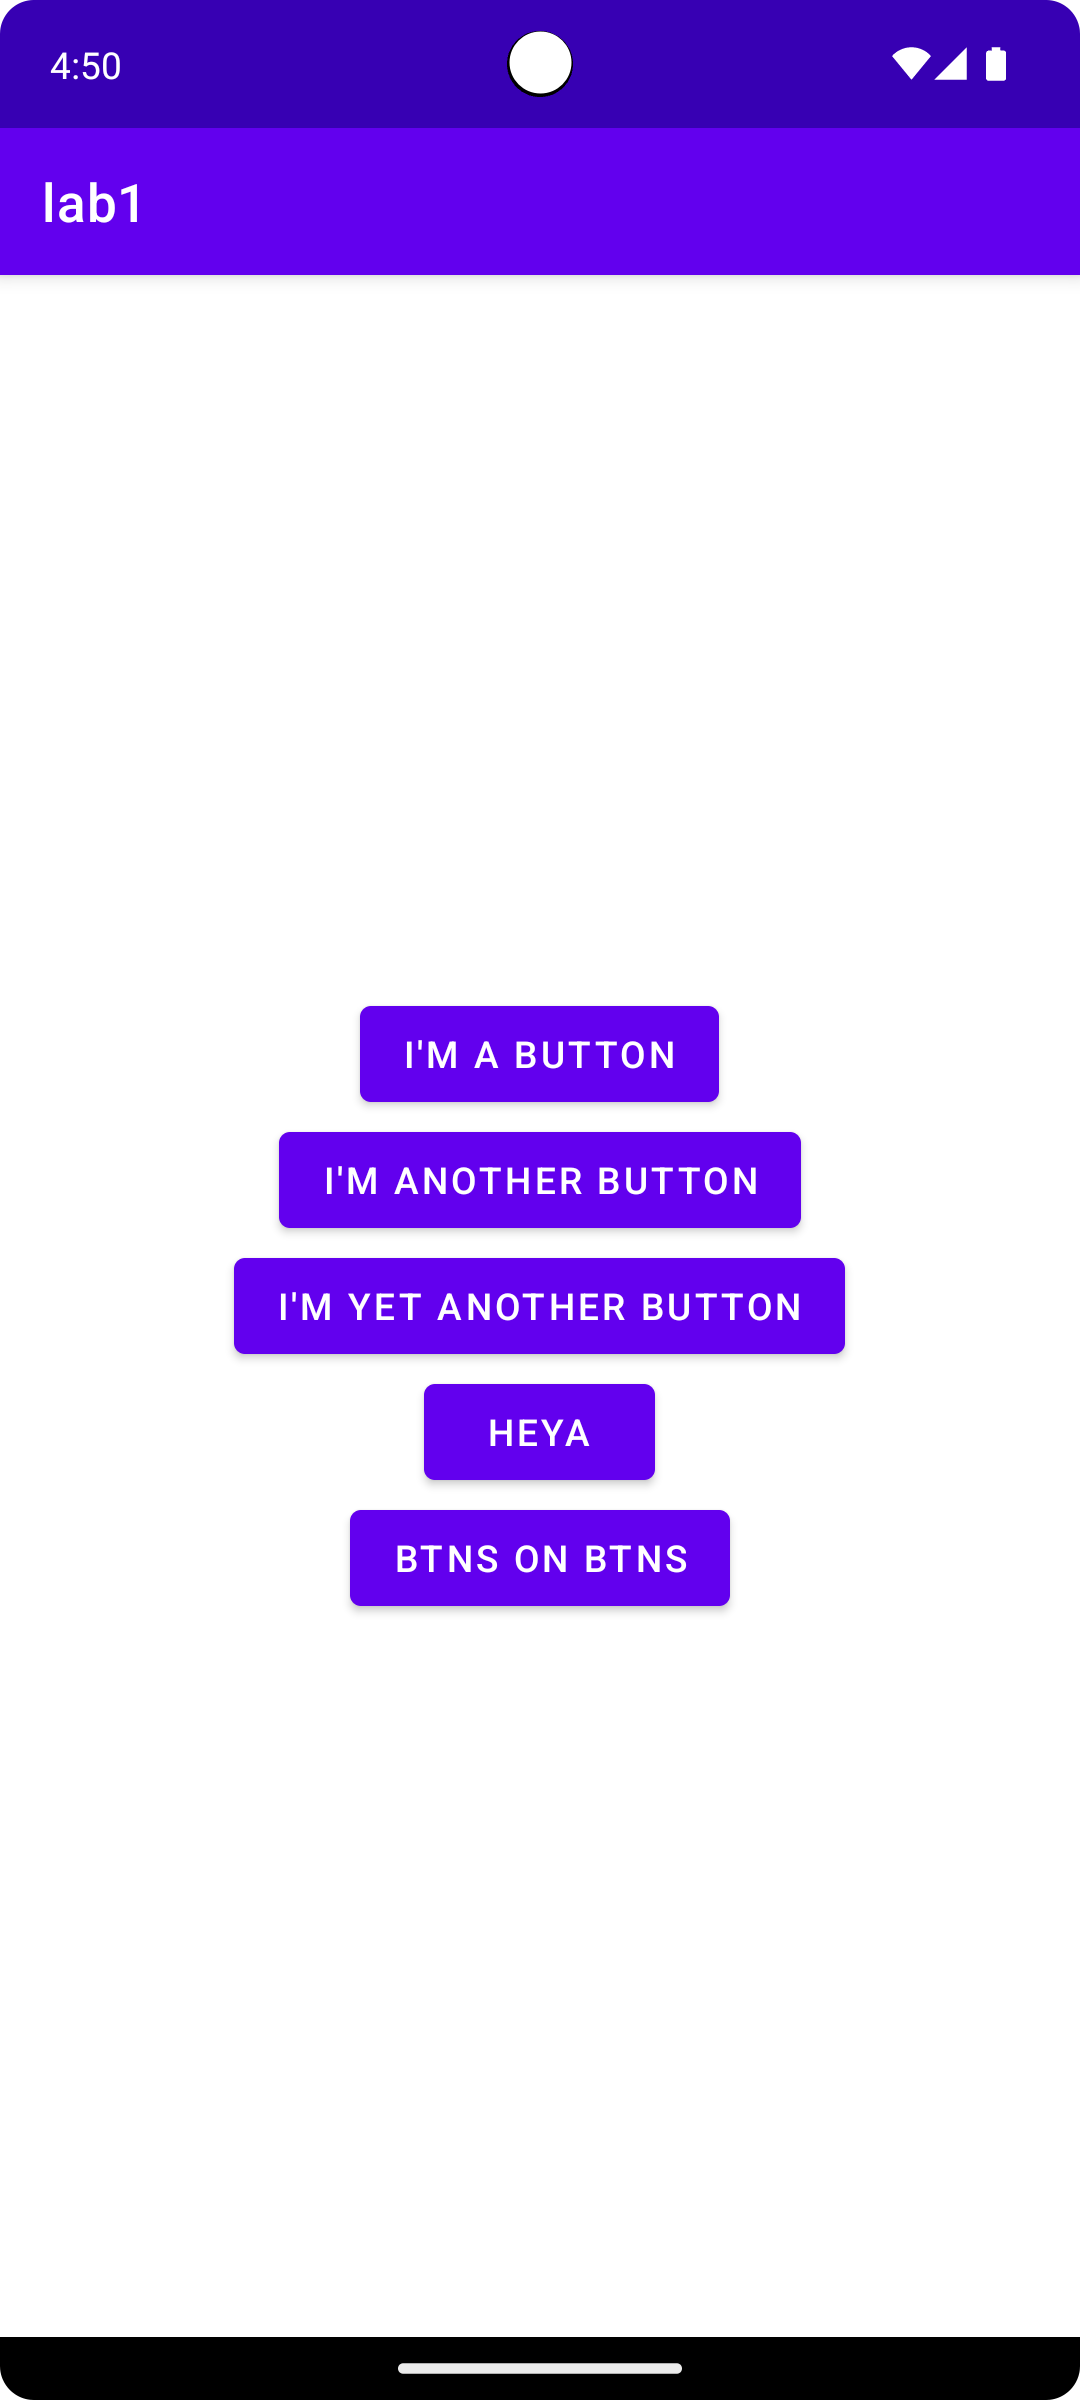 4:50
lab1
I'M A BUTTON
I'M ANOTHER BUTTON
I'M YET ANOTHER BUTTON
HEYA
BTNS ON BTNS